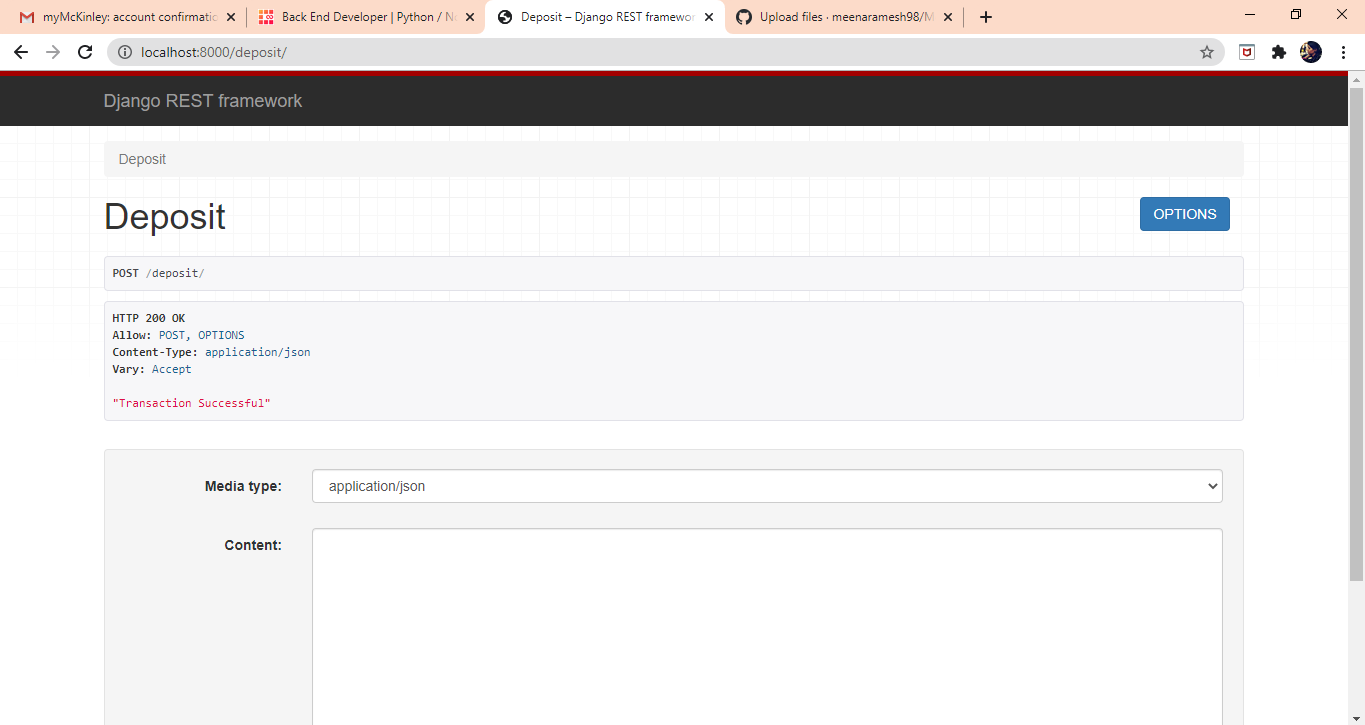 myMcKinley: account confirmatic
Back End Developer | Python / No
Deposit – Django REST framewor
Upload files · meenaramesh98/M
localhost:8000/deposit/
Django REST framework
Deposit
Deposit
OPTIONS
POST /deposit/
HTTP 200 OK
Allow: POST, OPTIONS
Content-Type: application/json
Vary: Accept
"Transaction Successful"
Media type: application/json
Content: